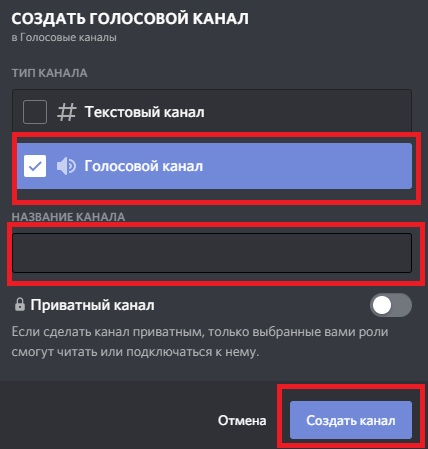 СОЗДАТЬ ГОЛОСОВОЙ КАНАЛ
в Голосовые каналы
ТИП КАНАЛА
# Текстовый канал
Голосовой канал
НАЗВАНИЕ КАНАЛА
Приватный канал
Если сделать канал приватным, только выбранные вами роли
смогут читать или подключаться к нему.
Отмена Создать канал